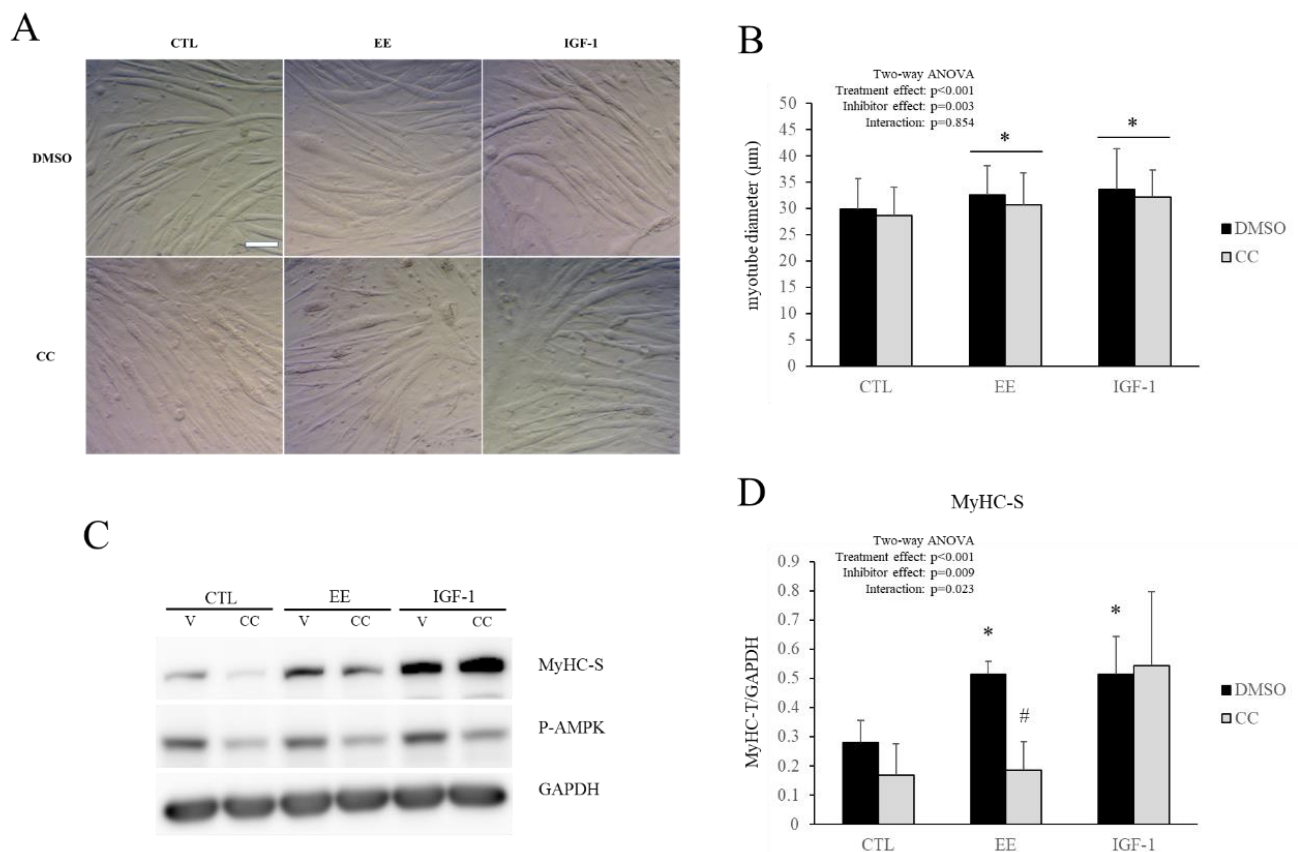 A
CTL EE IGF-1
DMSO
CC
B
Two-way ANOVA
Treatment effect: p<0.001
Inhibitor effect: p=0.003
Interaction: p=0.854
myotube diameter (μm)
50
45
40
35
30
25
20
15
10
5
0
* *
CTL EE IGF-1
DMSO
CC
C
CTL EE IGF-1
V CC V CC V CC
MyHC-S
P-AMPK
GAPDH
D
MyHC-S
Two-way ANOVA
Treatment effect: p<0.001
Inhibitor effect: p=0.009
Interaction: p=0.023
MyHC-T/GAPDH
0.9
0.8
0.7
0.6
0.5
0.4
0.3
0.2
0.1
0
* # *
CTL EE IGF-1
DMSO
CC